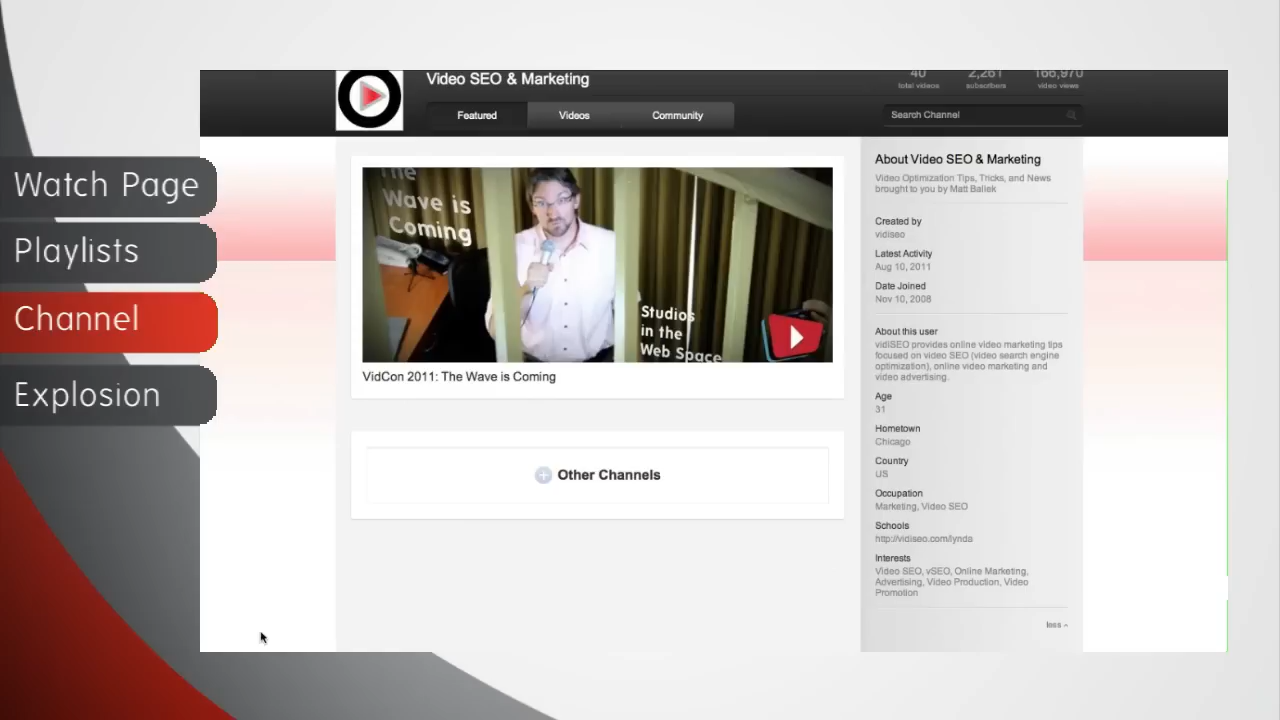 Watch Page
Playlists
Channel
Explosion
Video SEO & Marketing
40
2,261
166,970
total videos
subscribers
video views
Featured
Videos
Community
Search Channel
The
Wave is
Coming
?
Studios
in the
Web Space
VidCon 2011: The Wave is Coming
Other Channels
About Video SEO & Marketing
Video Optimization Tips, Tricks, and News
brought to you by Matt Ballek
Created by
vidiseo
Latest Activity
Aug 10, 2011
Date Joined
Nov 10, 2008
About this user
vidiSEO provides online video marketing tips
focused on video SEO (video search engine
optimization), online video marketing and
video advertising.
Age
31
Hometown
Chicago
Country
US
Occupation
Marketing, Video SEO
Schools
http://vidiseo.com/lynda
Interests
Video SEO, vSEO, Online Marketing,
Advertising, Video Production, Video
Promotion
less